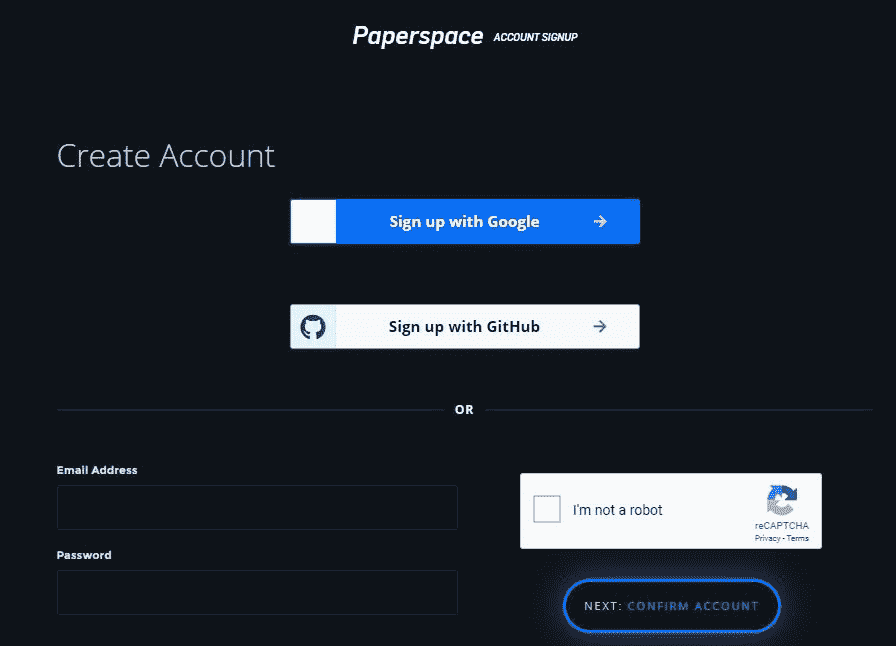 Paperspace ACCOUNT SIGNUP
Create Account
Sign up with Google
Sign up with GitHub
OR
Email Address
I'm not a robot
reCAPTCHA
Privacy - Terms
Password
NEXT: CONFIRM ACCOUNT